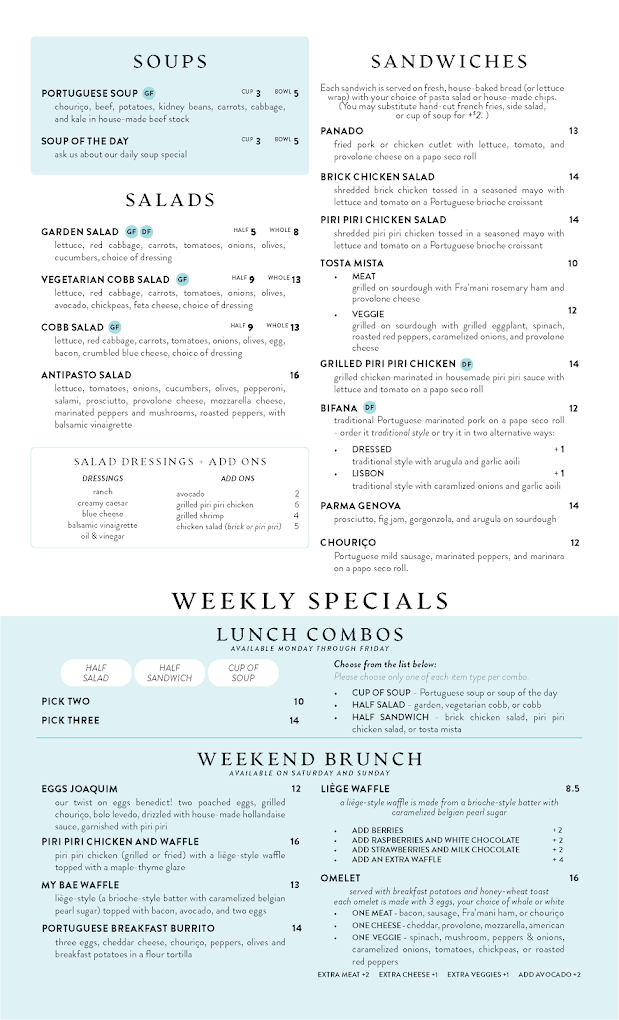 SOUPS
PORTUGUESE SOUP GF CUP 3 BOWL 5
chouriço, beef, potatoes, kidney beans, carrots, cabbage,
and kale in house-made beef stock
SOUP OF THE DAY CUP 3 BOWL 5
ask us about our daily soup special
SALADS
GARDEN SALAD GF DF HALF 5 WHOLE 8
lettuce, red cabbage, carrots, tomatoes, onions, olives,
cucumbers, choice of dressing
VEGETARIAN COBB SALAD GF HALF 9 WHOLE 13
lettuce, red cabbage, carrots, tomatoes, onions, olives,
avocado, chickpeas, feta cheese, choice of dressing
COBB SALAD GF HALF 9 WHOLE 13
lettuce, red cabbage, carrots, tomatoes, onions, olives, egg,
bacon, crumbled blue cheese, choice of dressing
ANTIPASTO SALAD 16
lettuce, tomatoes, onions, cucumbers, olives, pepperoni,
salami, prosciutto, provolone cheese, mozzarella cheese,
marinated peppers and mushrooms, roasted peppers, with
balsamic vinaigrette
SALAD DRESSINGS + ADD ONS
DRESSINGS
ranch
creamy caesar
blue cheese
balsamic vinaigrette
oil & vinegar
ADD ONS
avocado 2
grilled piri piri chicken 6
grilled shrimp 4
chicken salad (brick or piri piri) 5
SANDWICHES
Each sandwich is served on fresh, house-baked bread (or lettuce
wrap) with your choice of pasta salad or house-made chips.
(You may substitute hand-cut french fries, side salad,
or cup of soup for +$2. )
PANADO 13
fried pork or chicken cutlet with lettuce, tomato, and
provolone cheese on a papo seco roll
BRICK CHICKEN SALAD 14
shredded brick chicken tossed in a seasoned mayo with
lettuce and tomato on a Portuguese brioche croissant
PIRI PIRI CHICKEN SALAD 14
shredded piri piri chicken tossed in a seasoned mayo with
lettuce and tomato on a Portuguese brioche croissant
TOSTA MISTA 10
• MEAT
grilled on sourdough with Fra'mani rosemary ham and
provolone cheese
• VEGGIE 12
grilled on sourdough with grilled eggplant, spinach,
roasted red peppers, caramelized onions, and provolone
cheese
GRILLED PIRI PIRI CHICKEN DF 14
grilled chicken marinated in housemade piri piri sauce with
lettuce and tomato on a papo seco roll
BIFANA DF 12
traditional Portuguese marinated pork on a papo seco roll
- order it traditional style or try it in two alternative ways:
• DRESSED + 1
traditional style with arugula and garlic aoili
• LISBON + 1
traditional style with caramlized onions and garlic aoili
PARMA GENOVA 14
prosciutto, fig jam, gorgonzola, and arugula on sourdough
CHOURIÇO 12
Portuguese mild sausage, marinated peppers, and marinara
on a papo seco roll.
WEEKLY SPECIALS
LUNCH COMBOS
AVAILABLE MONDAY THROUGH FRIDAY
HALF
SALAD
HALF
SANDWICH
CUP OF
SOUP
PICK TWO 10
PICK THREE 14
Choose from the list below:
Please choose only one of each item type per combo.
• CUP OF SOUP - Portuguese soup or soup of the day
• HALF SALAD - garden, vegetarian cobb, or cobb
• HALF SANDWICH - brick chicken salad, piri piri
chicken salad, or tosta mista
WEEKEND BRUNCH
AVAILABLE ON SATURDAY AND SUNDAY
EGGS JOAQUIM 12
our twist on eggs benedict! two poached eggs, grilled
chouriço, bolo levedo, drizzled with house-made hollandaise
sauce, garnished with piri piri
PIRI PIRI CHICKEN AND WAFFLE 16
piri piri chicken (grilled or fried) with a liège-style waffle
topped with a maple-thyme glaze
MY BAE WAFFLE 13
liège-style (a brioche-style batter with caramelized belgian
pearl sugar) topped with bacon, avocado, and two eggs
PORTUGUESE BREAKFAST BURRITO 14
three eggs, cheddar cheese, chouriço, peppers, olives and
breakfast potatoes in a flour tortilla
LIÈGE WAFFLE 8.5
a liège-style waffle is made from a brioche-style batter with
caramelized belgian pearl sugar
• ADD BERRIES + 2
• ADD RASPBERRIES AND WHITE CHOCOLATE + 2
• ADD STRAWBERRIES AND MILK CHOCOLATE + 2
• ADD AN EXTRA WAFFLE + 4
OMELET 16
served with breakfast potatoes and honey-wheat toast
each omelet is made with 3 eggs, your choice of whole or white
• ONE MEAT - bacon, sausage, Fra'mani ham, or chouriço
• ONE CHEESE - cheddar, provolone, mozzarella, american
• ONE VEGGIE - spinach, mushroom, peppers & onions,
caramelized onions, tomatoes, chickpeas, or roasted
red peppers
EXTRA MEAT +2 EXTRA CHEESE +1 EXTRA VEGGIES +1 ADD AVOCADO +2